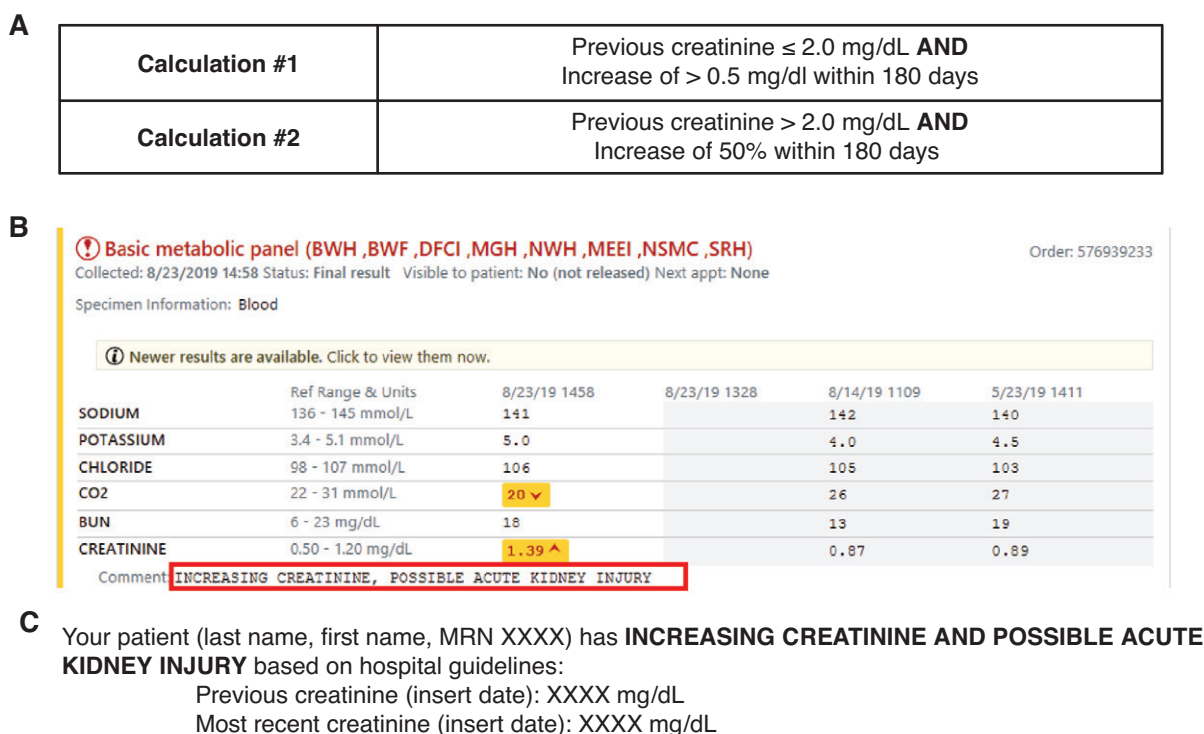 A
Calculation #1
Previous creatinine ≤ 2.0 mg/dL AND
Increase of > 0.5 mg/dl within 180 days
Calculation #2
Previous creatinine > 2.0 mg/dL AND
Increase of 50% within 180 days
B
Basic metabolic panel (BWH ,BWF ,DFCI ,MGH ,NWH ,MEEI ,NSMC ,SRH)
Order: 576939233
Collected: 8/23/2019 14:58 Status: Final result Visible to patient: No (not released) Next appt: None
Specimen Information: Blood
Newer results are available. Click to view them now.
Ref Range & Units 8/23/19 1458 8/23/19 1328 8/14/19 1109 5/23/19 1411
SODIUM 136 - 145 mmol/L 141 142 140
POTASSIUM 3.4 - 5.1 mmol/L 5.0 4.0 4.5
CHLORIDE 98 - 107 mmol/L 106 105 103
CO2 22 - 31 mmol/L 20 26 27
BUN 6 - 23 mg/dL 18 13 19
CREATININE 0.50 - 1.20 mg/dL 1.39 0.87 0.89
Comment: INCREASING CREATININE, POSSIBLE ACUTE KIDNEY INJURY
C
Your patient (last name, first name, MRN XXXX) has INCREASING CREATININE AND POSSIBLE ACUTE
KIDNEY INJURY based on hospital guidelines:
Previous creatinine (insert date): XXXX mg/dL
Most recent creatinine (insert date): XXXX mg/dL